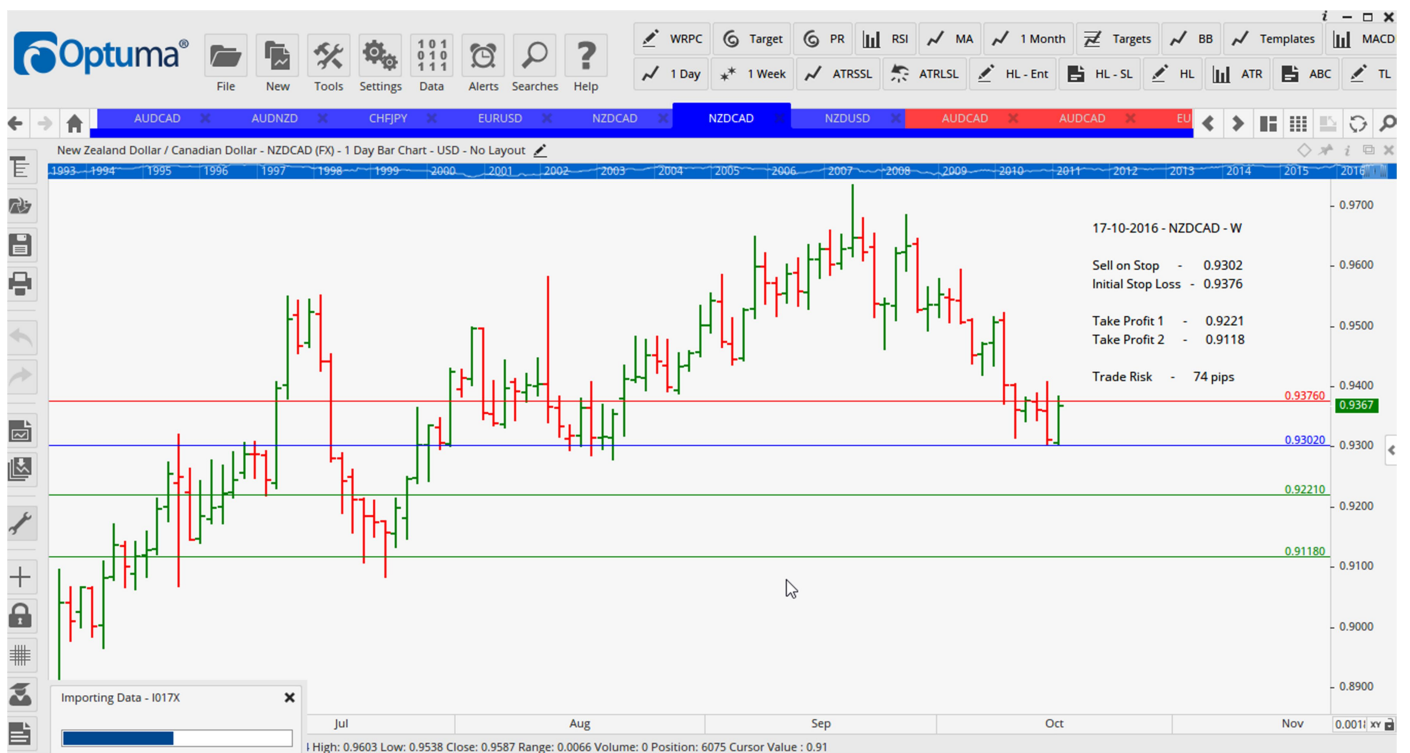 Optuma®
File
New
Tools
Settings
Data
Alerts
Searches
Help
WRPC Target PR RSI MA 1 Month Targets BB Templates MACD
1 Day 1 Week ATRSSL ATRLSL HL - Ent HL - SL HL ATR ABC TL
AUDCAD AUDNZD CHFJPY EURUSD NZDCAD NZDCAD NZDUSD AUDCAD AUDCAD EU
New Zealand Dollar / Canadian Dollar - NZDCAD (FX) - 1 Day Bar Chart - USD - No Layout
1993 1994 1995 1996 1997 1998 1999 2000 2001 2002 2003 2004 2005 2006 2007 2008 2009 2010 2011 2012 2013 2014 2015 2016
17-10-2016 - NZDCAD - W
Sell on Stop - 0.9302
Initial Stop Loss - 0.9376
Take Profit 1 - 0.9221
Take Profit 2 - 0.9118
Trade Risk - 74 pips
0.9700
0.9600
0.9500
0.9400
0.9367
0.9300
0.9200
0.9100
0.9000
0.8900
0.93760
0.93020
0.92210
0.91180
Importing Data - I017X
Jul Aug Sep Oct Nov
XY
High: 0.9603 Low: 0.9538 Close: 0.9587 Range: 0.0066 Volume: 0 Position: 6075 Cursor Value : 0.91